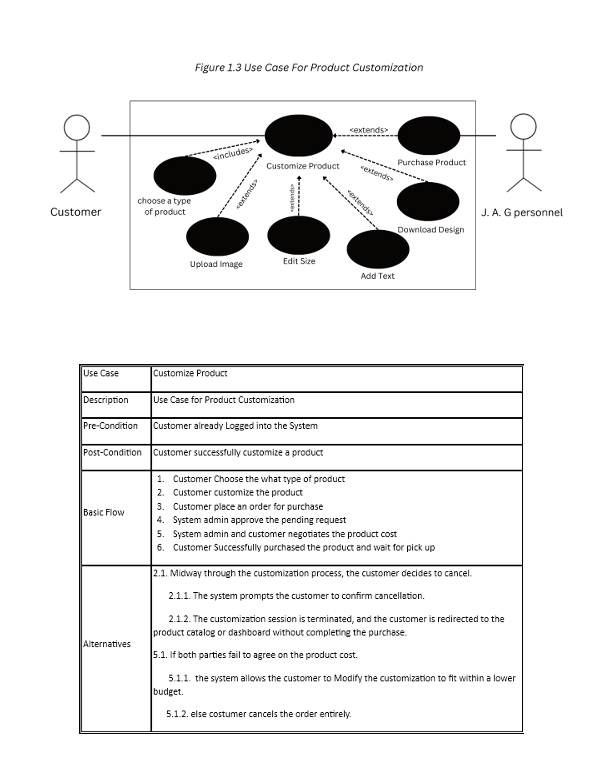 Figure 1.3 Use Case For Product Customization
<extends>
<includes>
Customize Product
Purchase Product
<extends>
choose a type
of product
<extends>
<extends>
<extends>
Customer
J. A. G personnel
Download Design
Upload Image
Edit Size
Add Text
Use Case
Customize Product
Description
Use Case for Product Customization
Pre-Condition
Customer already Logged into the System
Post-Condition
Customer successfully customize a product
Basic Flow
1. Customer Choose the what type of product
2. Customer customize the product
3. Customer place an order for purchase
4. System admin approve the pending request
5. System admin and customer negotiates the product cost
6. Customer Successfully purchased the product and wait for pick up
Alternatives
2.1. Midway through the customization process, the customer decides to cancel.
2.1.1. The system prompts the customer to confirm cancellation.
2.1.2. The customization session is terminated, and the customer is redirected to the
product catalog or dashboard without completing the purchase.
5.1. If both parties fail to agree on the product cost.
5.1.1. the system allows the customer to Modify the customization to fit within a lower
budget.
5.1.2. else costumer cancels the order entirely.